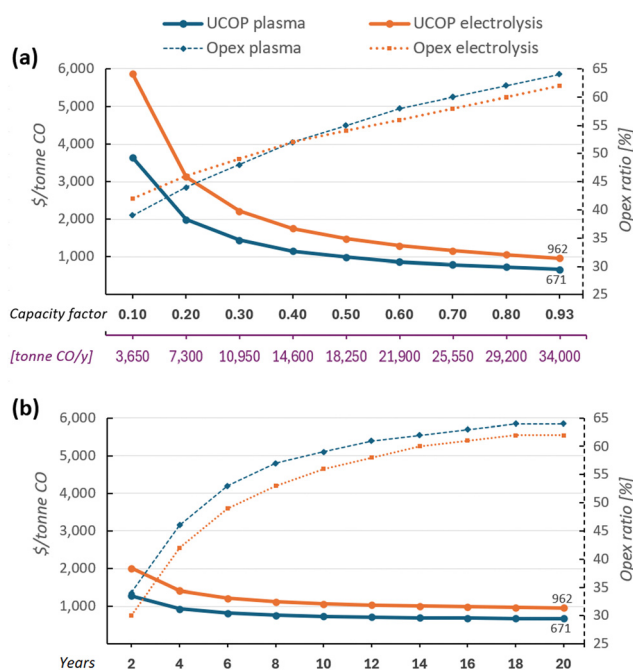 UCOP plasma UCOP electrolysis
Opex plasma Opex electrolysis
(a)
6,000 65
5,000 60
4,000 55
3,000 50
2,000 45
1,000 40
35
30
25
$/tonne CO
Opex ratio [%]
962
671
Capacity factor 0.10 0.20 0.30 0.40 0.50 0.60 0.70 0.80 0.93
[tonne CO/y] 3,650 7,300 10,950 14,600 18,250 21,900 25,550 29,200 34,000
(b)
6,000 65
5,000 60
4,000 55
3,000 50
2,000 45
1,000 40
35
30
25
$/tonne CO
Opex ratio [%]
962
671
Years 2 4 6 8 10 12 14 16 18 20